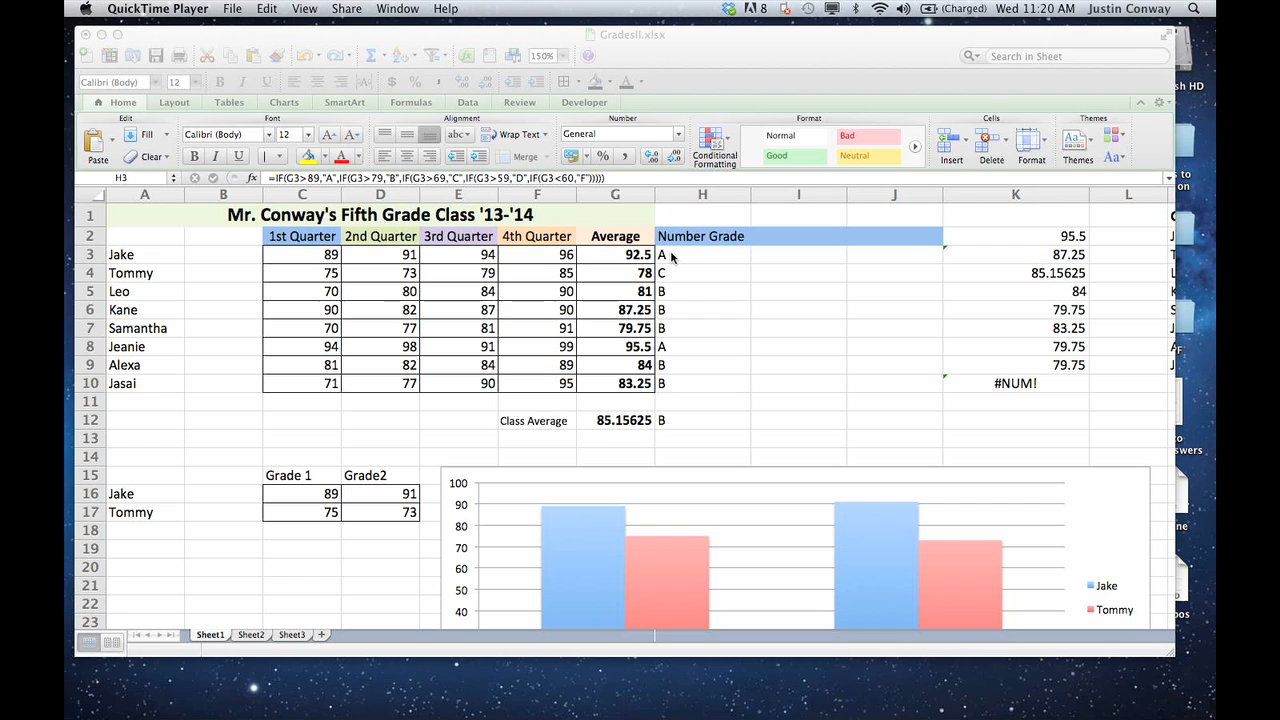 QuickTime Player File Edit View Share Window Help 8 (Charged) Wed 11:20 AM Justin Conway
Gradesll.xlsx
150% Search in Sheet
Calibri (Body) 12 B I U
Home Layout Tables Charts SmartArt Formulas Data Review Developer
Edit Font Alignment Number Format Cells Themes
Fill Calibri (Body) 12 A A abc Wrap Text General Normal Bad
Paste Clear B I U A Merge % , Conditional Formatting Good Neutral Insert Delete Format Themes Aa
H3 fx =IF(G3>89,"A",IF(G3>79,"B",IF(G3>69,"C",IF(G3>59,"D",IF(G3<60,"F")))))
A B C D E F G H I J K L
1 Mr. Conway's Fifth Grade Class '13-'14
2 1st Quarter 2nd Quarter 3rd Quarter 4th Quarter Average Number Grade 95.5
3 Jake 89 91 94 96 92.5 A 87.25
4 Tommy 75 73 79 85 78 C 85.15625
5 Leo 70 80 84 90 81 B 84
6 Kane 90 82 87 90 87.25 B 79.75
7 Samantha 70 77 81 91 79.75 B 83.25
8 Jeanie 94 98 91 99 95.5 A 79.75
9 Alexa 81 82 84 89 84 B 79.75
10 Jasai 71 77 90 95 83.25 B #NUM!
11
12 Class Average 85.15625 B
13
14
15 Grade 1 Grade2
16 Jake 89 91
17 Tommy 75 73
18
19
20
21
22
23
100
90
80
70
60
50
40
Jake
Tommy
Sheet1 Sheet2 Sheet3 +